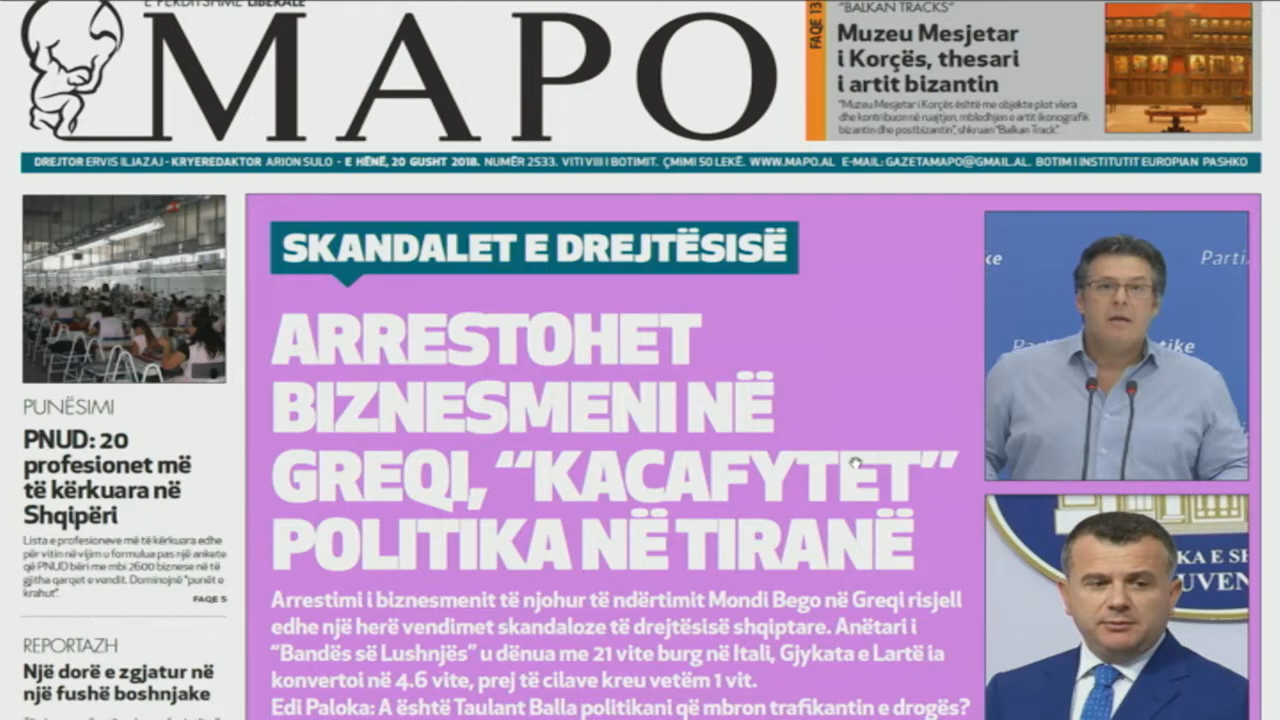 E PËRDITSHME LIBERALE
MAPO
FAQE 13
"BALKAN TRACKS"
Muzeu Mesjetar
i Korçës, thesari
i artit bizantin
"Muzeu Mesjetar i Korçës është me objekte plot vlera
dhe kontribuon në ruajtjen, mbledhjen e artit ikonografik
bizantin dhe postbizantin", shkruan "Balkan Track".
DREJTOR ERVIS ILJAZAJ - KRYEREDAKTOR ARION SULO - E HËNË, 20 GUSHT 2018. NUMËR 2533. VITI VIII I BOTIMIT. ÇMIMI 50 LEKË. WWW.MAPO.AL E-MAIL: GAZETAMAPO@GMAIL.AL. BOTIM I INSTITUTIT EUROPIAN PASHKO
PUNËSIMI
PNUD: 20
profesionet më
të kërkuara në
Shqipëri
Lista e profesioneve më të kërkuara edhe
për vitin në vijim u formulua pas një ankete
që PNUD bëri me mbi 2600 biznese në të
gjitha qarqet e vendit. Dominojnë "punët e
krahut".
FAQE 5
REPORTAZH
Një dorë e zgjatur në
një fushë boshnjake
SKANDALET E DREJTËSISË
ARRESTOHET
BIZNESMENI NË
GREQI, "KACAFYTET"
POLITIKA NË TIRANË
Arrestimi i biznesmenit të njohur të ndërtimit Mondi Bego në Greqi risjell
edhe një herë vendimet skandaloze të drejtësisë shqiptare. Anëtari i
"Bandës së Lushnjës" u dënua me 21 vite burg në Itali, Gjykata e Lartë ia
konvertoi në 4.6 vite, prej të cilave kreu vetëm 1 vit.
Edi Paloka: A është Taulant Balla politikani që mbron trafikantin e drogës?
ke Parti
Pa tike
KA E SH
UVEN